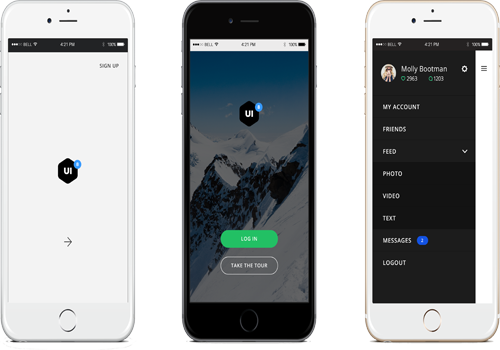 BELL 4:21 PM 100%
SIGN UP
UI
8
BELL 4:21 PM 100%
UI
8
LOG IN
TAKE THE TOUR
BELL 4:21 PM 100%
Molly Bootman
2963 1203
MY ACCOUNT
FRIENDS
FEED
PHOTO
VIDEO
TEXT
MESSAGES 2
LOGOUT